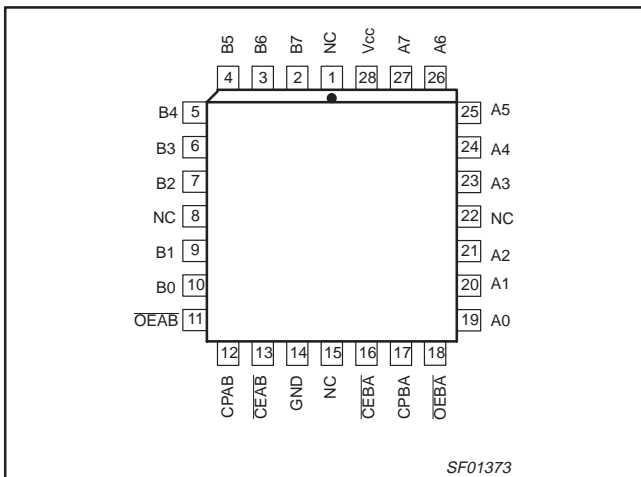 B5 B6 B7 NC Vcc A7 A6
4 3 2 1 28 27 26
B4 5 25 A5
B3 6 24 A4
B2 7 23 A3
NC 8 22 NC
B1 9 21 A2
B0 10 20 A1
OEAB 11 19 A0
12 13 14 15 16 17 18
CPAB CEAB GND NC CEBA CPBA OEBA
SF01373